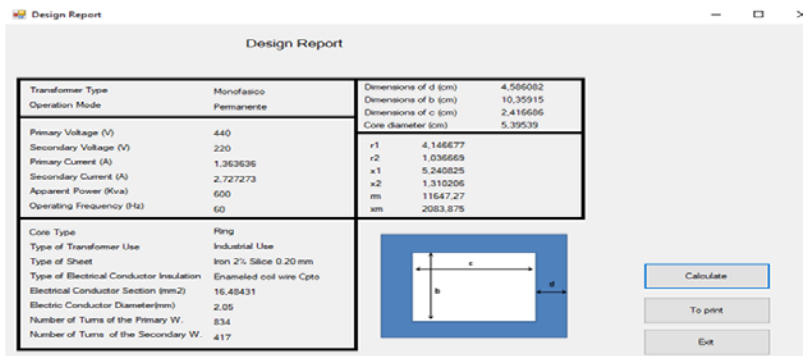 Design Report
Design Report
Transformer Type Monofasico
Operation Mode Permanente
Primary Voltage (V) 440
Secondary Voltage (V) 220
Primary Current (A) 1,363636
Secondary Current (A) 2,727273
Apparent Power (Kva) 600
Operating Frequency (Hz) 60
Core Type Ring
Type of Transformer Use Industrial Use
Type of Sheet Iron 2% Silice 0.20 mm
Type of Electrical Conductor Insulation Enameled coil wire Cpto
Electrical Conductor Section (mm2) 16,48431
Electric Conductor Diameter(mm) 2,05
Number of Turns of the Primary W. 834
Number of Turns of the Secondary W. 417
Dimensions of d (cm) 4,586082
Dimensions of b (cm) 10,35915
Dimensions of c (cm) 2,416686
Core diameter (cm) 5,39539
r1 4,146677
r2 1,036669
x1 5,240825
x2 1,310206
rm 11647,27
xm 2083,875
c
b
d
Calculate
To print
Exit